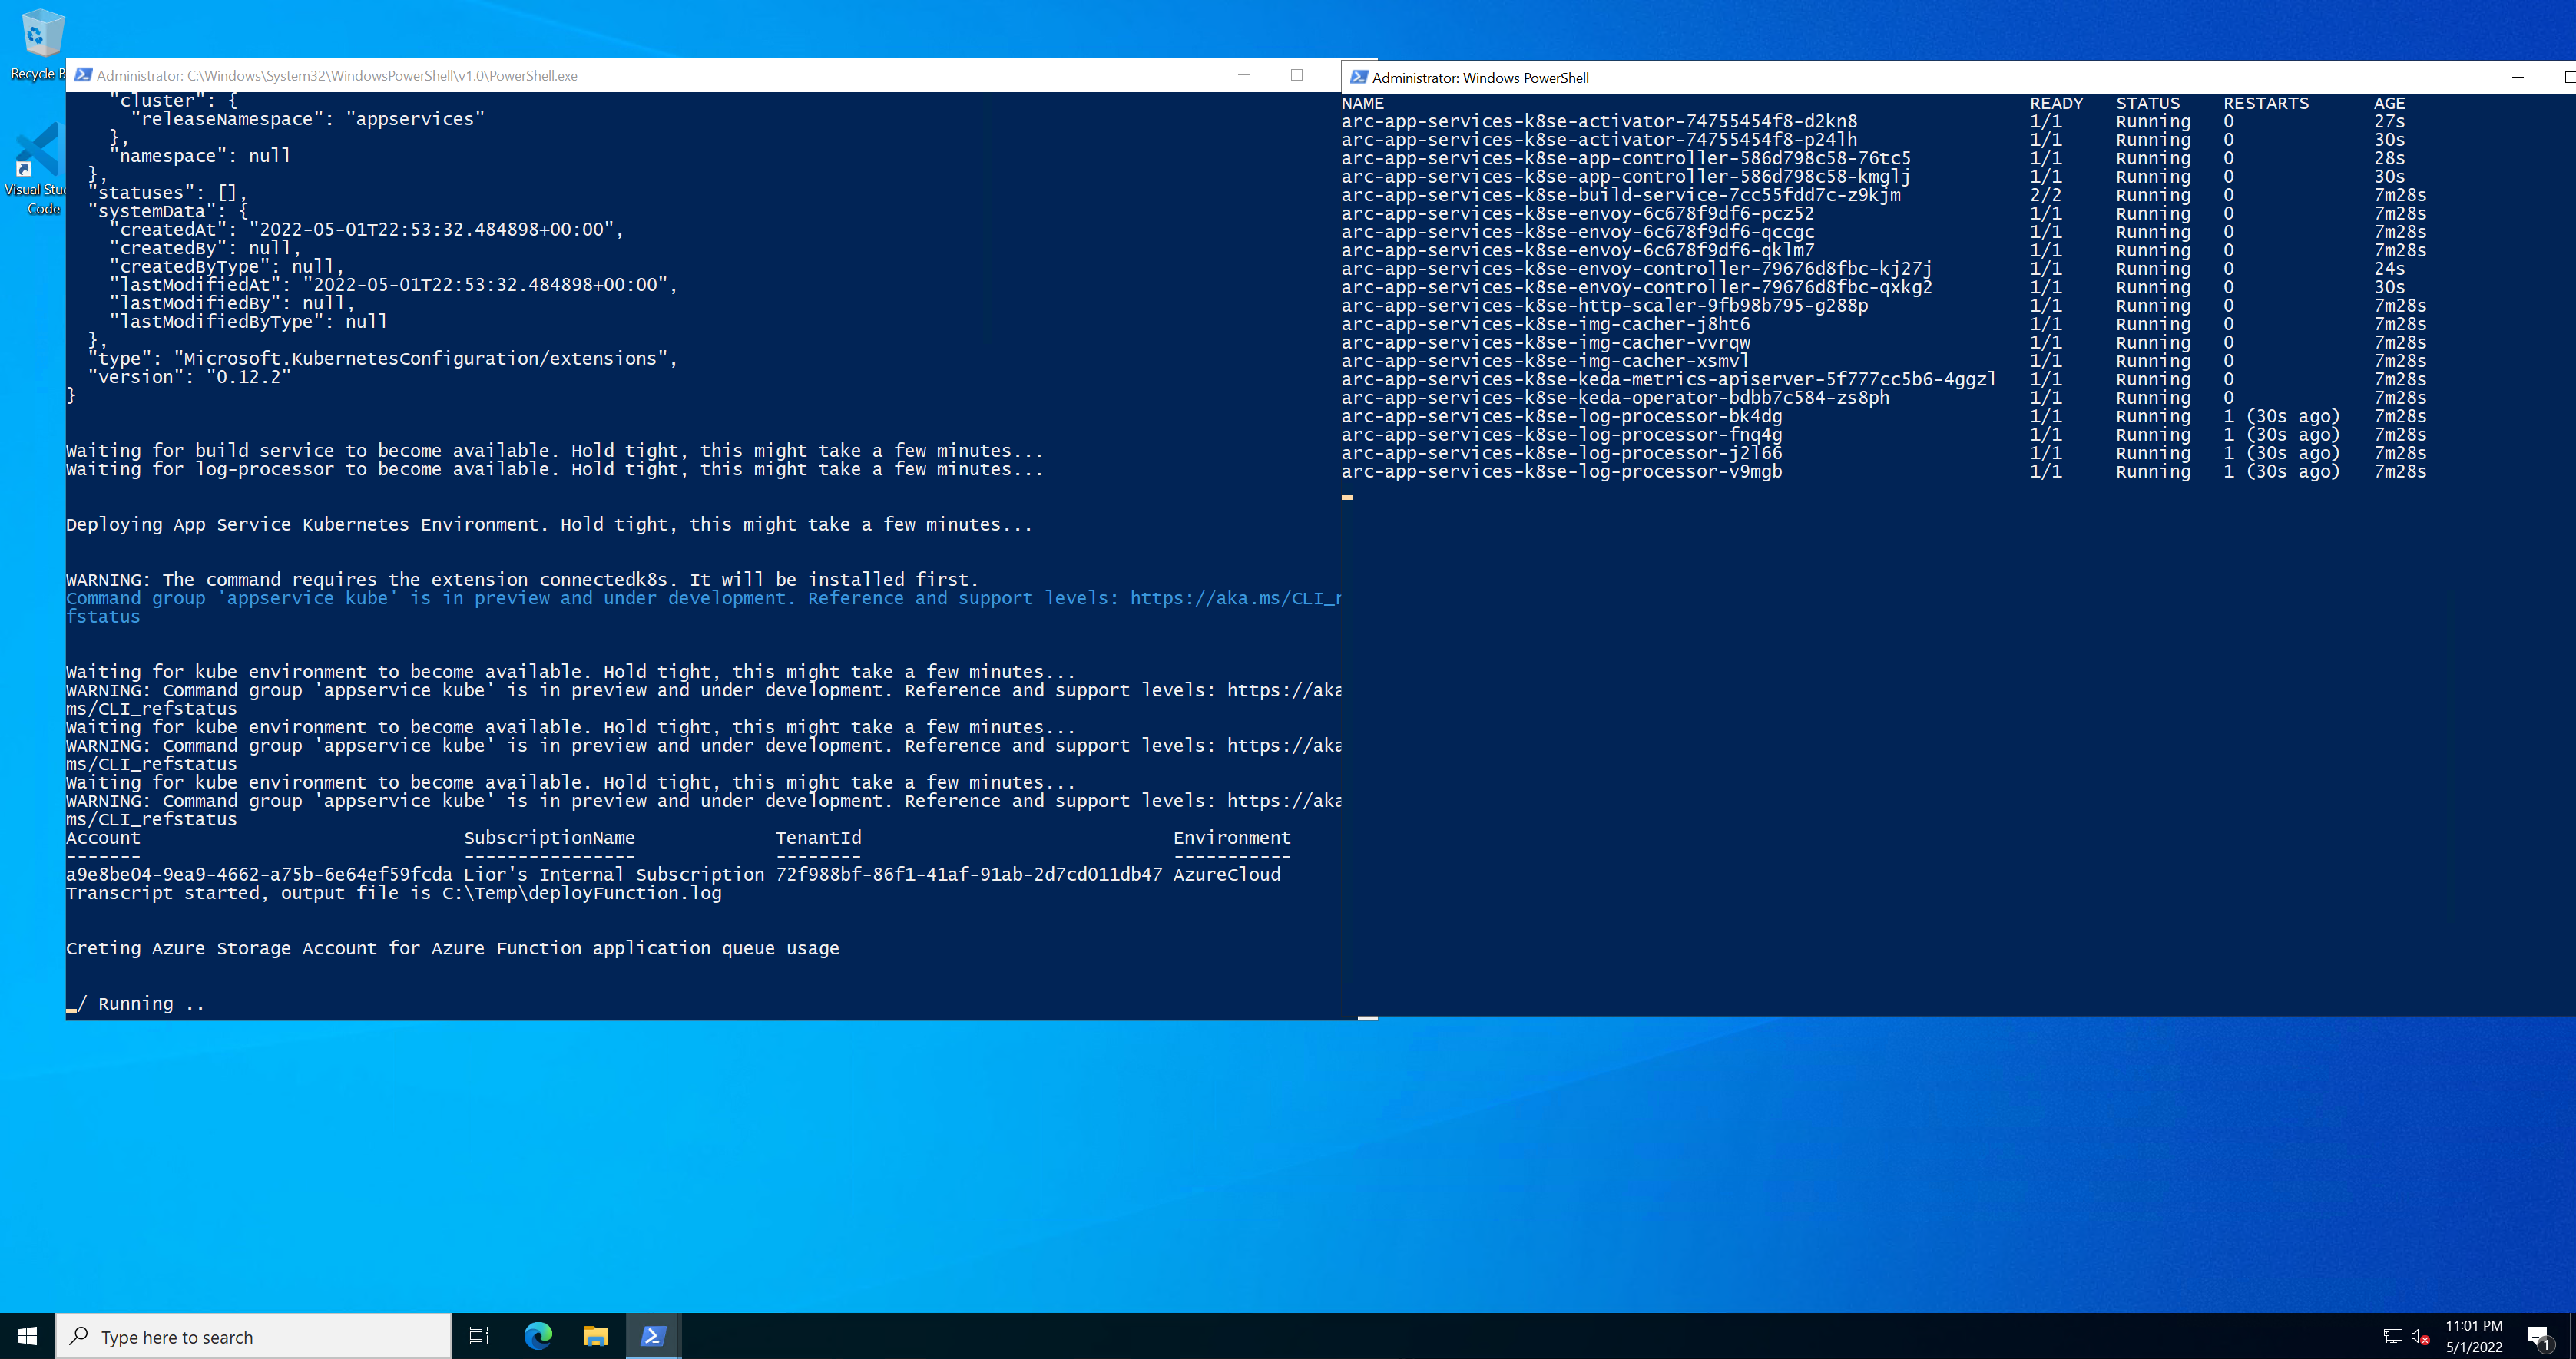 Recycle B
Visual Stu
Code
Administrator: C:\Windows\System32\WindowsPowerShell\v1.0\PowerShell.exe
"cluster": {
"releaseNamespace": "appservices"
},
"namespace": null
},
"statuses": [],
"systemData": {
"createdAt": "2022-05-01T22:53:32.484898+00:00",
"createdBy": null,
"createdByType": null,
"lastModifiedAt": "2022-05-01T22:53:32.484898+00:00",
"lastModifiedBy": null,
"lastModifiedByType": null
},
"type": "Microsoft.KubernetesConfiguration/extensions",
"version": "0.12.2"
}
Waiting for build service to become available. Hold tight, this might take a few minutes...
Waiting for log-processor to become available. Hold tight, this might take a few minutes...
Deploying App Service Kubernetes Environment. Hold tight, this might take a few minutes...
WARNING: The command requires the extension connectedk8s. It will be installed first.
Command group 'appservice kube' is in preview and under development. Reference and support levels: https://aka.ms/CLI_r
fstatus
Waiting for kube environment to become available. Hold tight, this might take a few minutes...
WARNING: Command group 'appservice kube' is in preview and under development. Reference and support levels: https://aka
ms/CLI_refstatus
Waiting for kube environment to become available. Hold tight, this might take a few minutes...
WARNING: Command group 'appservice kube' is in preview and under development. Reference and support levels: https://aka
ms/CLI_refstatus
Waiting for kube environment to become available. Hold tight, this might take a few minutes...
WARNING: Command group 'appservice kube' is in preview and under development. Reference and support levels: https://aka
ms/CLI_refstatus
Account SubscriptionName TenantId Environment
------- ---------------- -------- -----------
a9e8be04-9ea9-4662-a75b-6e64ef59fcda Lior's Internal Subscription 72f988bf-86f1-41af-91ab-2d7cd011db47 AzureCloud
Transcript started, output file is C:\Temp\deployFunction.log
Creting Azure Storage Account for Azure Function application queue usage
/ Running ..
Administrator: Windows PowerShell
NAME READY STATUS RESTARTS AGE
arc-app-services-k8se-activator-74755454f8-d2kn8 1/1 Running 0 27s
arc-app-services-k8se-activator-74755454f8-p24lh 1/1 Running 0 30s
arc-app-services-k8se-app-controller-586d798c58-76tc5 1/1 Running 0 28s
arc-app-services-k8se-app-controller-586d798c58-kmglj 1/1 Running 0 30s
arc-app-services-k8se-build-service-7cc55fdd7c-z9kjm 2/2 Running 0 7m28s
arc-app-services-k8se-envoy-6c678f9df6-pcz52 1/1 Running 0 7m28s
arc-app-services-k8se-envoy-6c678f9df6-qccgc 1/1 Running 0 7m28s
arc-app-services-k8se-envoy-6c678f9df6-qklm7 1/1 Running 0 7m28s
arc-app-services-k8se-envoy-controller-79676d8fbc-kj27j 1/1 Running 0 24s
arc-app-services-k8se-envoy-controller-79676d8fbc-qxkg2 1/1 Running 0 30s
arc-app-services-k8se-http-scaler-9fb98b795-g288p 1/1 Running 0 7m28s
arc-app-services-k8se-img-cacher-j8ht6 1/1 Running 0 7m28s
arc-app-services-k8se-img-cacher-vvrqw 1/1 Running 0 7m28s
arc-app-services-k8se-img-cacher-xsmvl 1/1 Running 0 7m28s
arc-app-services-k8se-keda-metrics-apiserver-5f777cc5b6-4ggzl 1/1 Running 0 7m28s
arc-app-services-k8se-keda-operator-bdbb7c584-zs8ph 1/1 Running 0 7m28s
arc-app-services-k8se-log-processor-bk4dg 1/1 Running 1 (30s ago) 7m28s
arc-app-services-k8se-log-processor-fnq4g 1/1 Running 1 (30s ago) 7m28s
arc-app-services-k8se-log-processor-j2l66 1/1 Running 1 (30s ago) 7m28s
arc-app-services-k8se-log-processor-v9mgb 1/1 Running 1 (30s ago) 7m28s
Type here to search
11:01 PM
5/1/2022
1